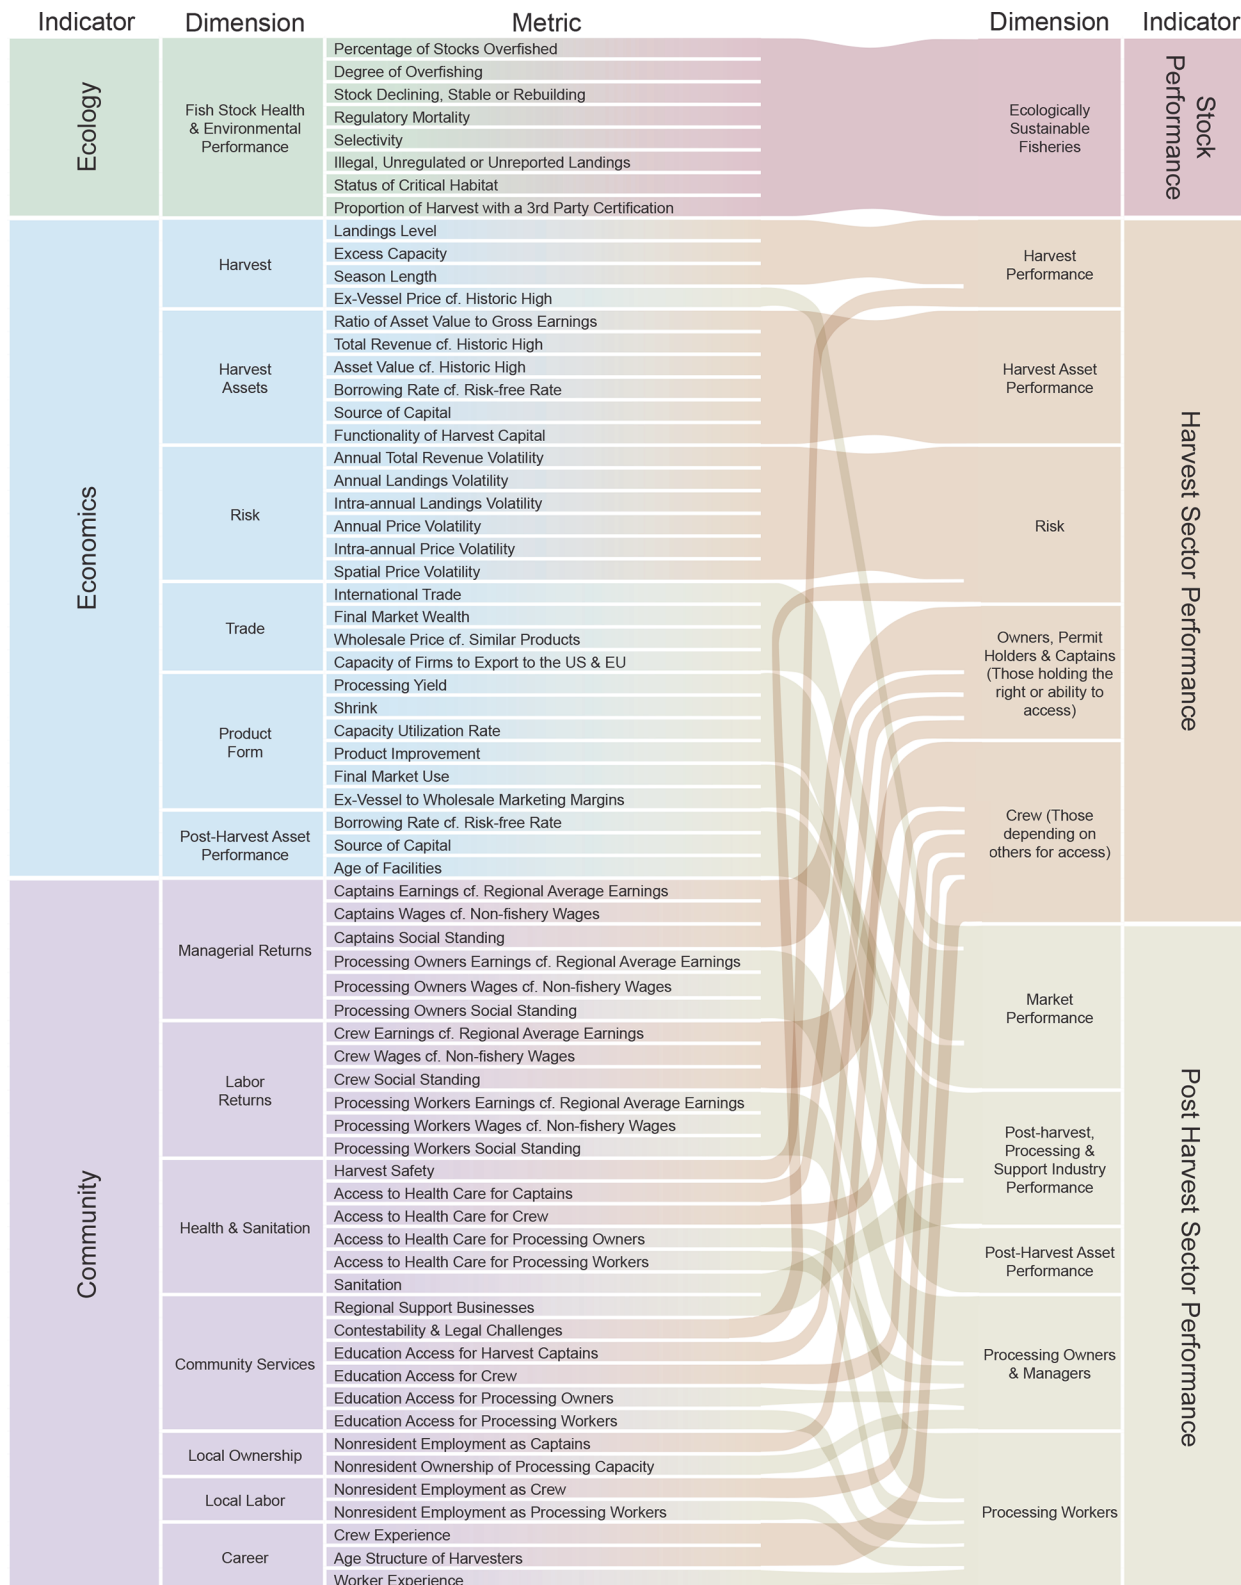 Indicator
Dimension
Metric
Dimension
Indicator
Ecology
Fish Stock Health
& Environmental
Performance
Percentage of Stocks Overfished
Degree of Overfishing
Stock Declining, Stable or Rebuilding
Regulatory Mortality
Selectivity
Illegal, Unregulated or Unreported Landings
Status of Critical Habitat
Proportion of Harvest with a 3rd Party Certification
Economics
Harvest
Landings Level
Excess Capacity
Season Length
Ex-Vessel Price cf. Historic High
Harvest
Assets
Ratio of Asset Value to Gross Earnings
Total Revenue cf. Historic High
Asset Value cf. Historic High
Borrowing Rate cf. Risk-free Rate
Source of Capital
Functionality of Harvest Capital
Risk
Annual Total Revenue Volatility
Annual Landings Volatility
Intra-annual Landings Volatility
Annual Price Volatility
Intra-annual Price Volatility
Spatial Price Volatility
Trade
International Trade
Final Market Wealth
Wholesale Price cf. Similar Products
Capacity of Firms to Export to the US & EU
Product
Form
Processing Yield
Shrink
Capacity Utilization Rate
Product Improvement
Final Market Use
Ex-Vessel to Wholesale Marketing Margins
Post-Harvest Asset
Performance
Borrowing Rate cf. Risk-free Rate
Source of Capital
Age of Facilities
Community
Managerial Returns
Captains Earnings cf. Regional Average Earnings
Captains Wages cf. Non-fishery Wages
Captains Social Standing
Processing Owners Earnings cf. Regional Average Earnings
Processing Owners Wages cf. Non-fishery Wages
Processing Owners Social Standing
Labor
Returns
Crew Earnings cf. Regional Average Earnings
Crew Wages cf. Non-fishery Wages
Crew Social Standing
Processing Workers Earnings cf. Regional Average Earnings
Processing Workers Wages cf. Non-fishery Wages
Processing Workers Social Standing
Health & Sanitation
Harvest Safety
Access to Health Care for Captains
Access to Health Care for Crew
Access to Health Care for Processing Owners
Access to Health Care for Processing Workers
Sanitation
Community Services
Regional Support Businesses
Contestability & Legal Challenges
Education Access for Harvest Captains
Education Access for Crew
Education Access for Processing Owners
Education Access for Processing Workers
Local Ownership
Nonresident Employment as Captains
Nonresident Ownership of Processing Capacity
Local Labor
Nonresident Employment as Crew
Nonresident Employment as Processing Workers
Career
Crew Experience
Age Structure of Harvesters
Worker Experience
Ecologically
Sustainable
Fisheries
Stock
Performance
Harvest
Performance
Harvest Asset
Performance
Risk
Owners, Permit
Holders & Captains
(Those holding the
right or ability to
access)
Crew (Those
depending on
others for access)
Harvest Sector Performance
Market
Performance
Post-harvest,
Processing &
Support Industry
Performance
Post-Harvest Asset
Performance
Processing Owners
& Managers
Processing Workers
Post Harvest Sector Performance